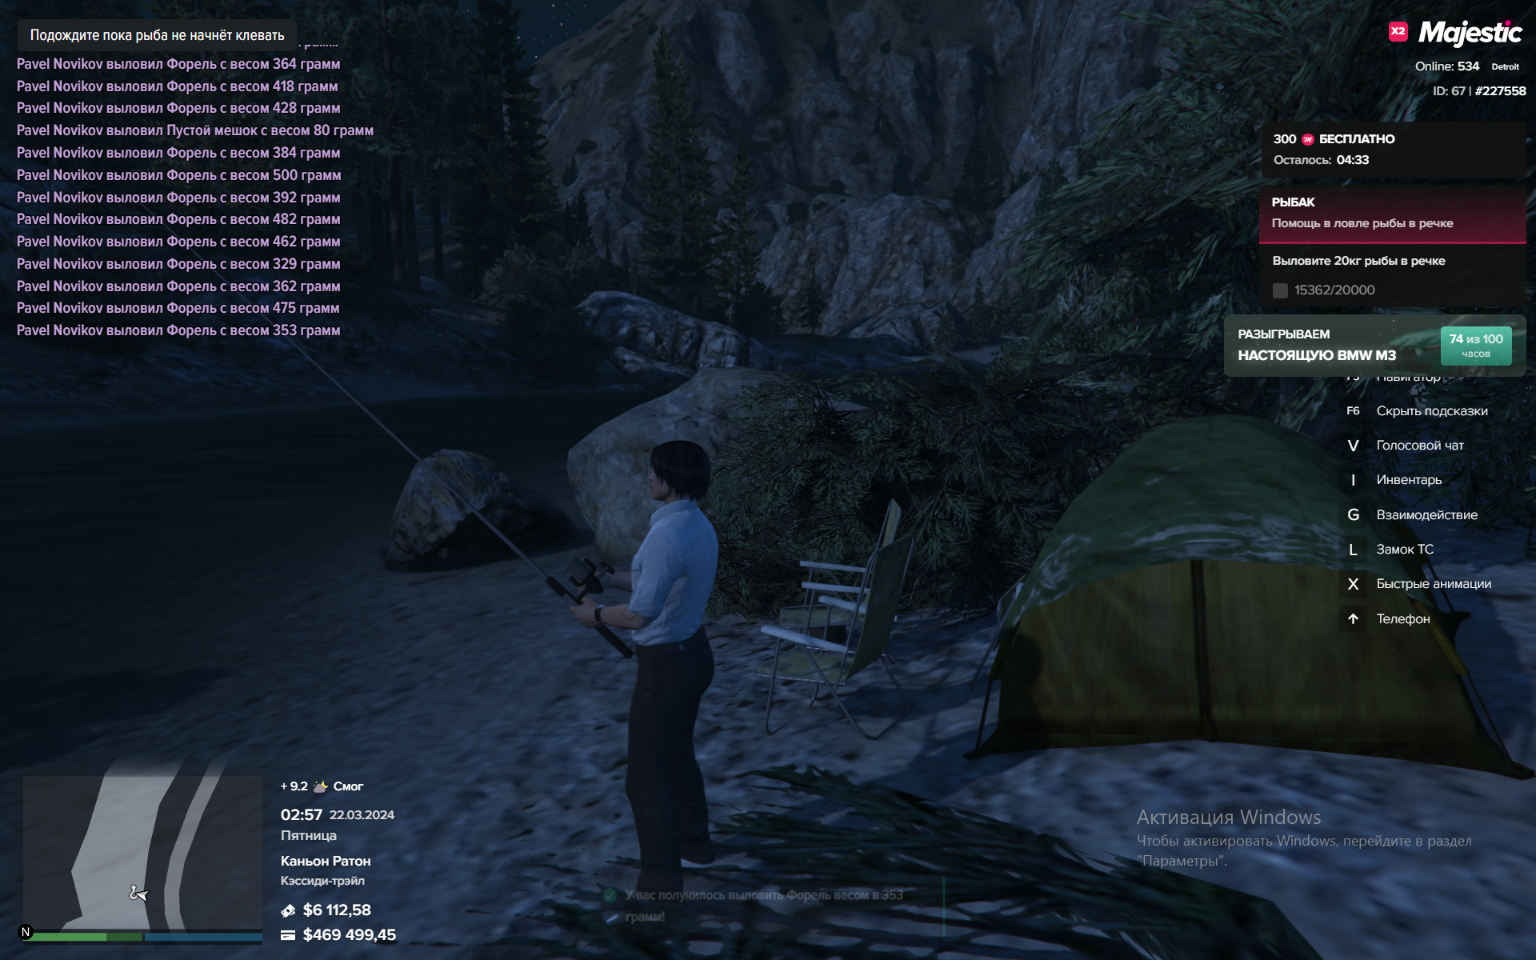 Подождите пока рыба не начнёт клевать
Pavel Novikov выловил Форель с весом 364 грамм
Pavel Novikov выловил Форель с весом 418 грамм
Pavel Novikov выловил Форель с весом 428 грамм
Pavel Novikov выловил Пустой мешок с весом 80 грамм
Pavel Novikov выловил Форель с весом 384 грамм
Pavel Novikov выловил Форель с весом 500 грамм
Pavel Novikov выловил Форель с весом 392 грамм
Pavel Novikov выловил Форель с весом 482 грамм
Pavel Novikov выловил Форель с весом 462 грамм
Pavel Novikov выловил Форель с весом 329 грамм
Pavel Novikov выловил Форель с весом 362 грамм
Pavel Novikov выловил Форель с весом 475 грамм
Pavel Novikov выловил Форель с весом 353 грамм
X2 Majestic
Online: 534 Detroit
ID: 67 | #227558
300 БЕСПЛАТНО
Осталось: 04:33
РЫБАК
Помощь в ловле рыбы в речке
Выловите 20кг рыбы в речке
15362/20000
РАЗЫГРЫВАЕМ
НАСТОЯЩУЮ BMW M3
74 из 100
часов
Навигатор
F6 Скрыть подсказки
V Голосовой чат
I Инвентарь
G Взаимодействие
L Замок ТС
X Быстрые анимации
Телефон
+ 9.2 Смог
02:57 22.03.2024
Пятница
Каньон Ратон
Кэссиди-трэйл
$6 112,58
$469 499,45
N
У вас получилось выловить Форель весом в 353
грамм!
Активация Windows
Чтобы активировать Windows, перейдите в раздел
"Параметры".